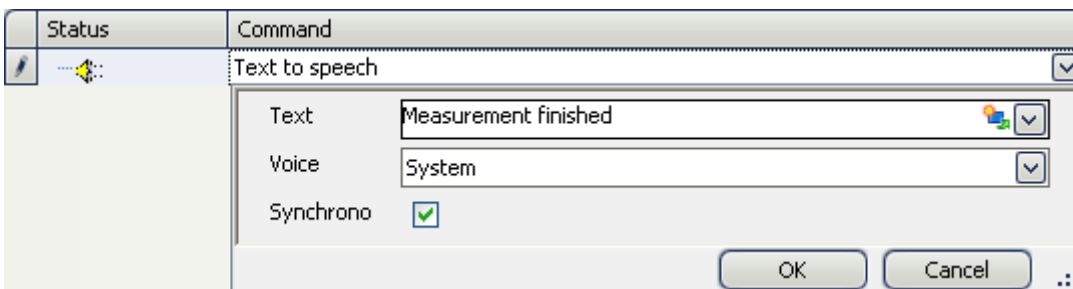 Status Command
Text to speech
Text Measurement finished
Voice System
Synchrono
OK Cancel